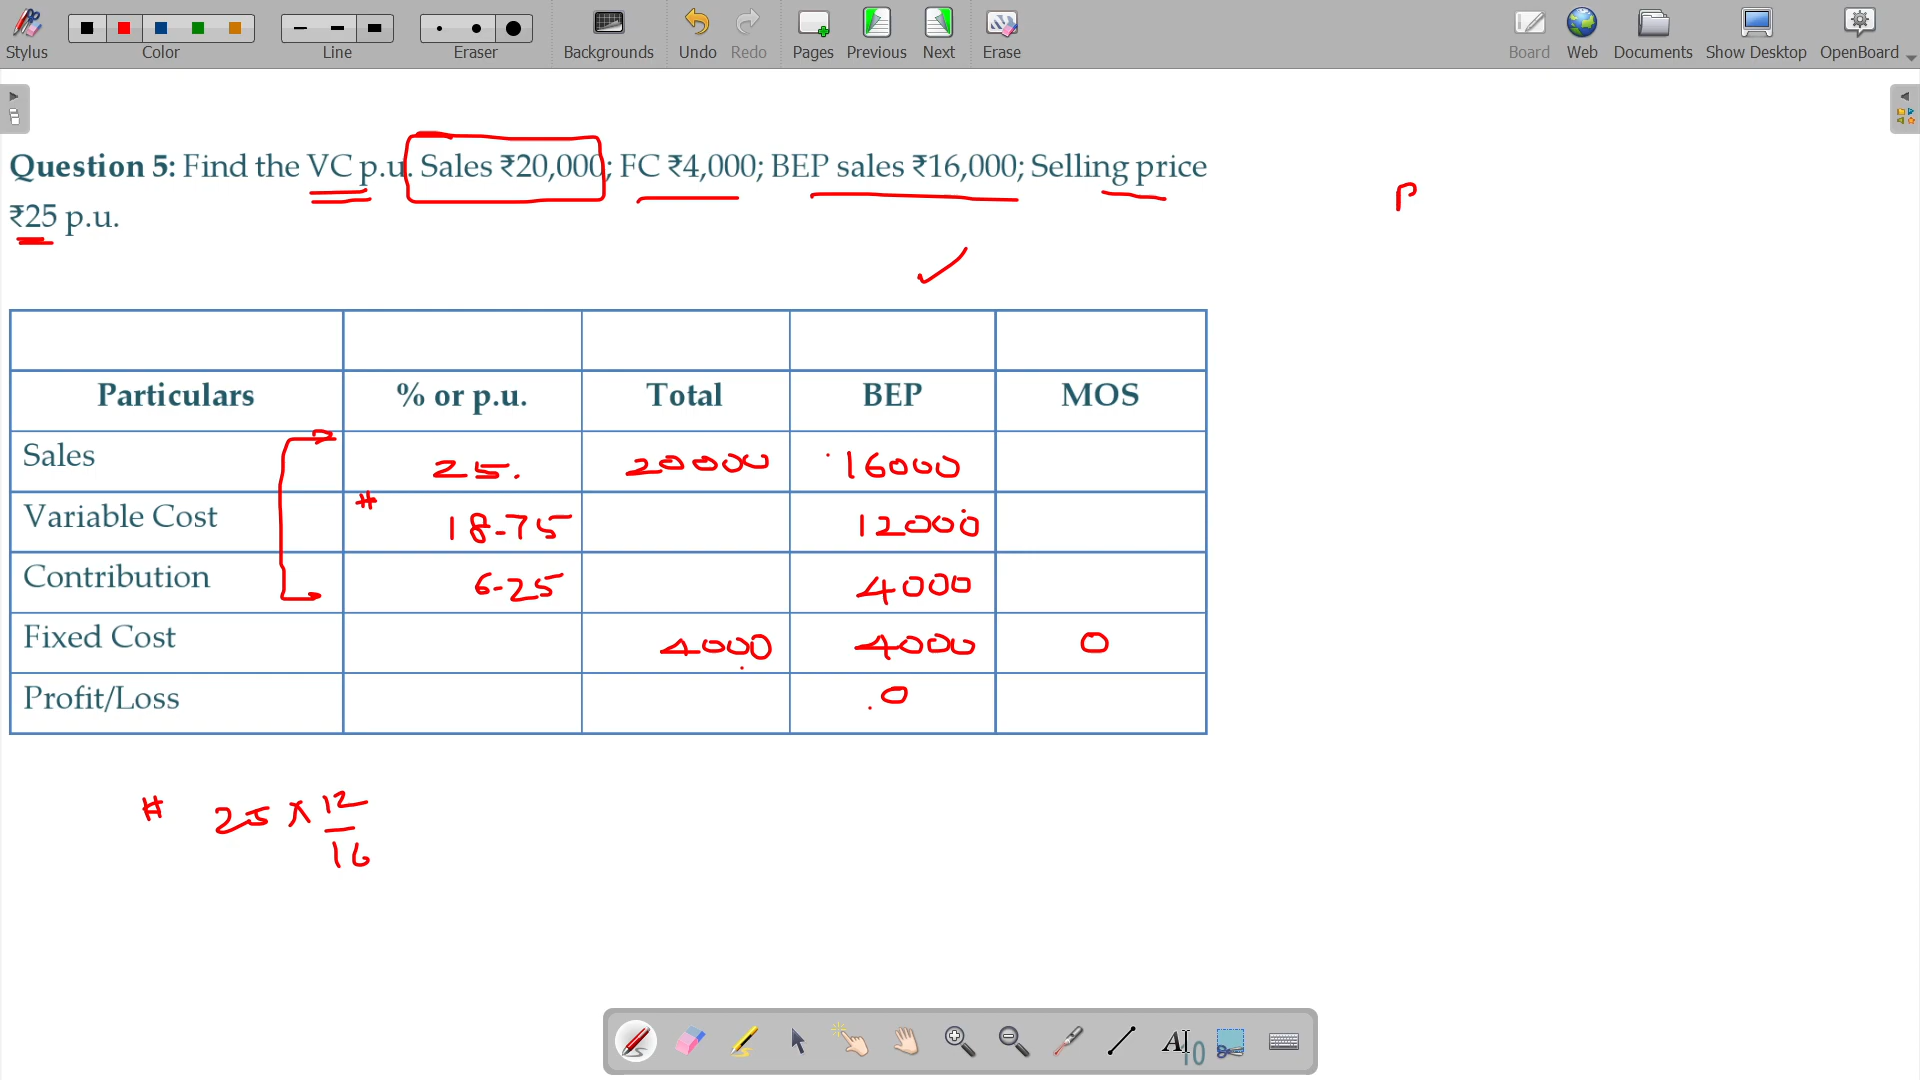 Stylus Color Line Eraser Backgrounds Undo Redo Pages Previous Next Erase Board Web Documents Show Desktop OpenBoard
Question 5: Find the VC p.u. Sales ₹20,000; FC ₹4,000; BEP sales ₹16,000; Selling price
₹25 p.u.
Particulars % or p.u. Total BEP MOS
Sales 25. 20000 16000
Variable Cost # 18-75 12000
Contribution 6-25 4000
Fixed Cost 4000 4000 0
Profit/Loss 0
# 25 x 12
16